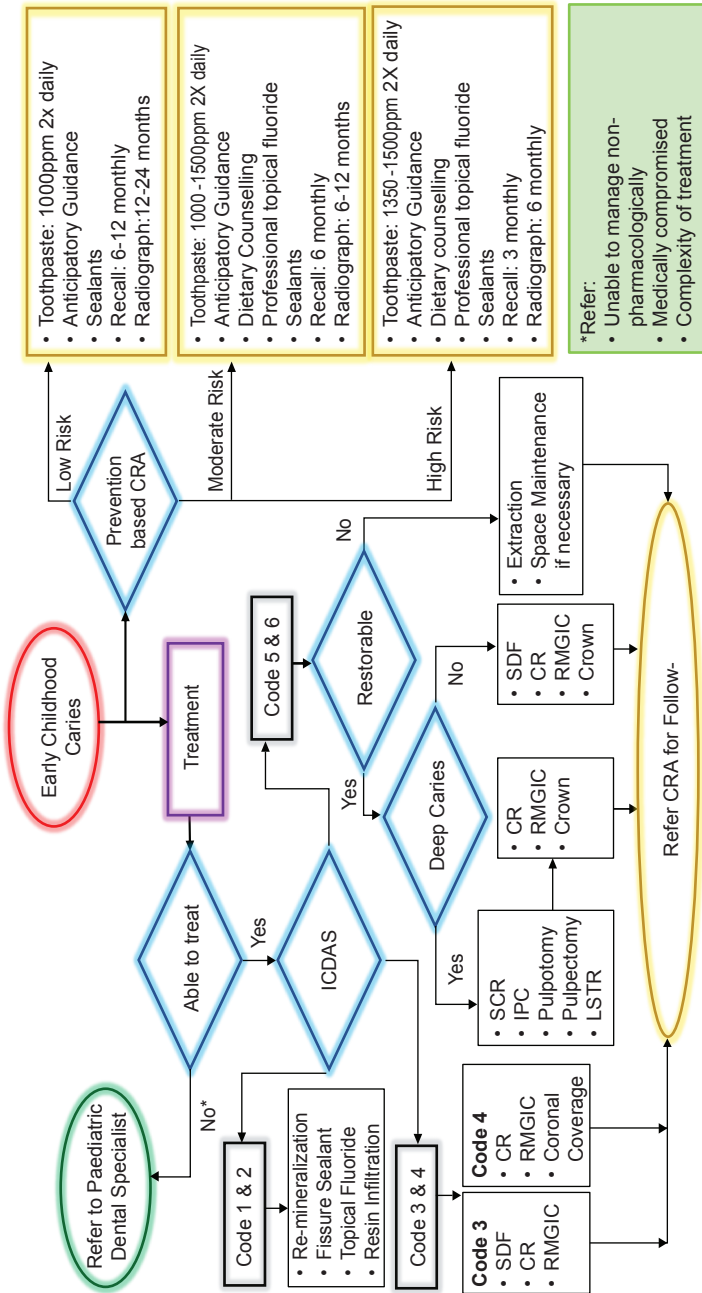 Early Childhood
Caries
Prevention
based CRA
Low Risk
Moderate Risk
High Risk
• Toothpaste: 1000ppm 2x daily
• Anticipatory Guidance
• Sealants
• Recall: 6-12 monthly
• Radiograph:12-24 months
• Toothpaste: 1000 -1500ppm 2X daily
• Anticipatory Guidance
• Dietary Counselling
• Professional topical fluoride
• Sealants
• Recall: 6 monthly
• Radiograph: 6-12 months
• Toothpaste: 1350 -1500ppm 2X daily
• Anticipatory Guidance
• Dietary counselling
• Professional topical fluoride
• Sealants
• Recall: 3 monthly
• Radiograph: 6 monthly
Treatment
Able to treat
No*
Refer to Paediatric
Dental Specialist
Yes
ICDAS
Code 1 & 2
• Re-mineralization
• Fissure Sealant
• Topical Fluoride
• Resin Infiltration
Code 3 & 4
Code 3
• SDF
• CR
• RMGIC
Code 4
• CR
• RMGIC
• Coronal
Coverage
Code 5 & 6
Restorable
Yes
No
Deep Caries
Yes
No
• SCR
• IPC
• Pulpotomy
• Pulpectomy
• LSTR
• CR
• RMGIC
• Crown
• SDF
• CR
• RMGIC
• Crown
• Extraction
• Space Maintenance
if necessary
Refer CRA for Follow-
*Refer:
• Unable to manage non-
pharmacologically
• Medically compromised
• Complexity of treatment